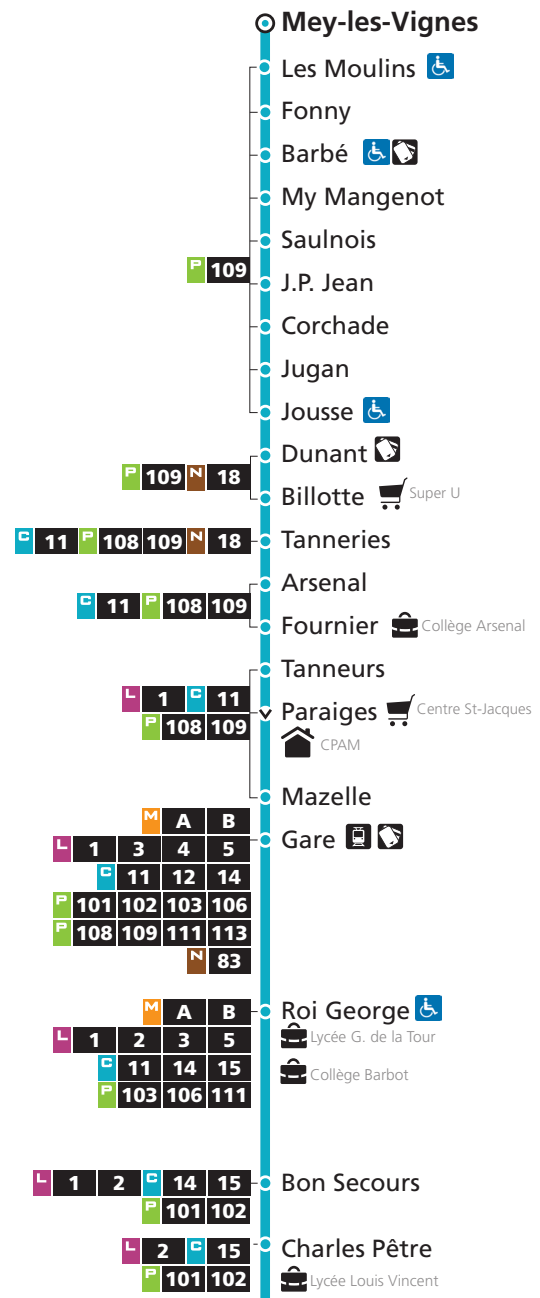 Mey-les-Vignes
Les Moulins
Fonny
Barbé
My Mangenot
Saulnois
P 109
J.P. Jean
Corchade
Jugan
Jousse
Dunant
P 109 N 18
Billotte Super U
C 11 P 108 109 N 18 Tanneries
Arsenal
C 11 P 108 109
Fournier Collège Arsenal
Tanneurs
L 1 C 11
P 108 109
Paraiges Centre St-Jacques
CPAM
Mazelle
M A B
L 1 3 4 5
Gare
C 11 12 14
P 101 102 103 106
P 108 109 111 113
N 83
M A B
Roi George
L 1 2 3 5
Lycée G. de la Tour
C 11 14 15
Collège Barbot
P 103 106 111
L 1 2 C 14 15
Bon Secours
P 101 102
L 2 C 15
Charles Pêtre
P 101 102
Lycée Louis Vincent